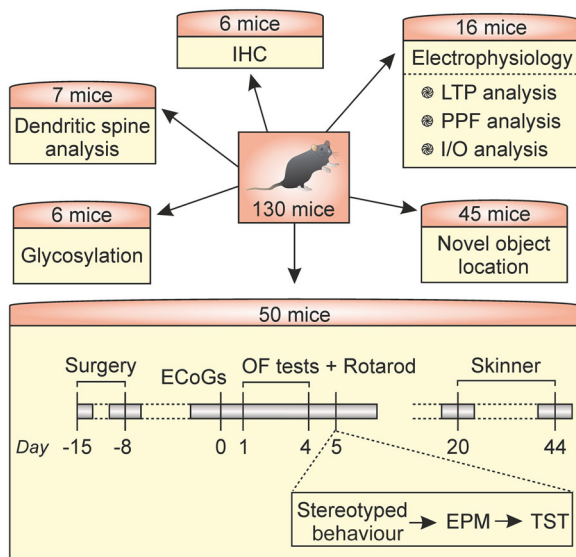 6 mice
IHC
16 mice
Electrophysiology
LTP analysis
PPF analysis
I/O analysis
7 mice
Dendritic spine
analysis
130 mice
6 mice
Glycosylation
45 mice
Novel object
location
50 mice
Surgery
ECoGs
OF tests + Rotarod
Skinner
Day -15 -8 0 1 4 5 20 44
Stereotyped
behaviour
EPM
TST